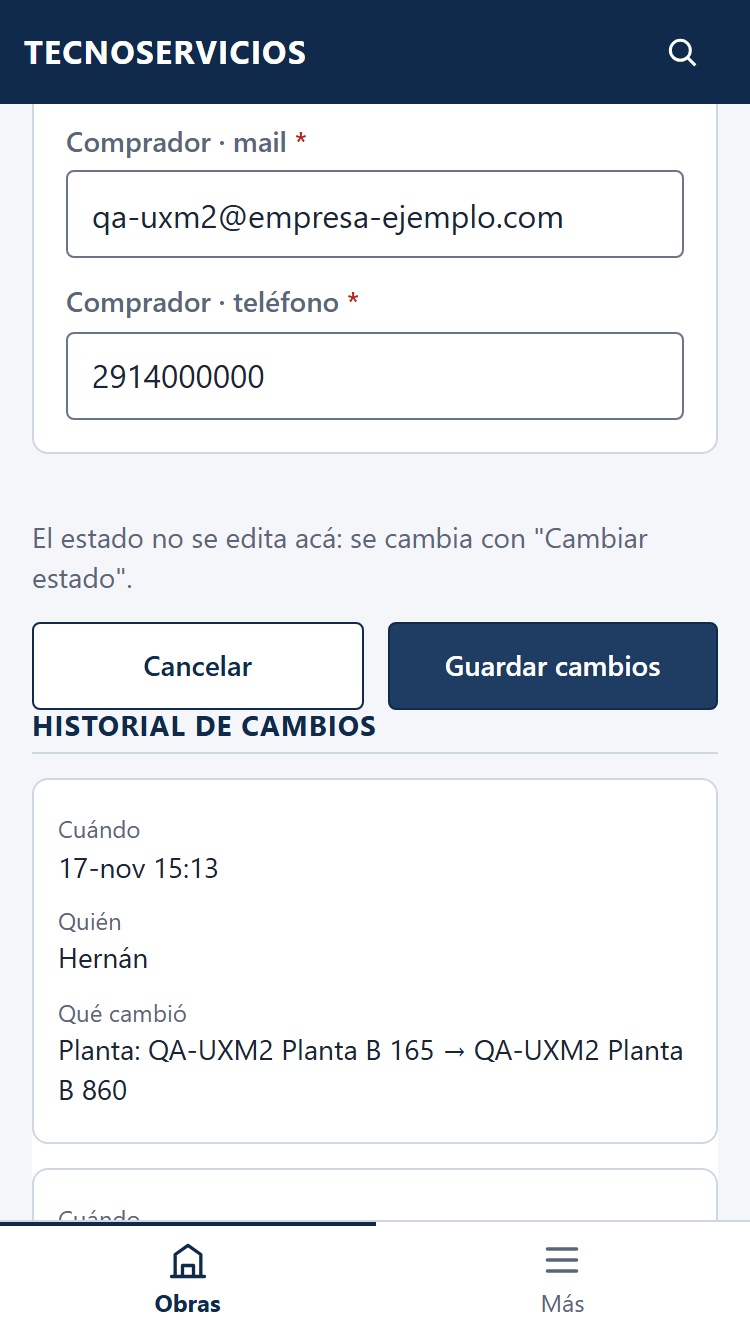 TECNOSERVICIOS
Comprador · mail *
qa-uxm2@empresa-ejemplo.com
Comprador · teléfono *
2914000000
El estado no se edita acá: se cambia con "Cambiar
estado".
Cancelar
Guardar cambios
HISTORIAL DE CAMBIOS
Cuándo
17-nov 15:13
Quién
Hernán
Qué cambió
Planta: QA-UXM2 Planta B 165 → QA-UXM2 Planta
B 860
Cuándo
Obras
Más